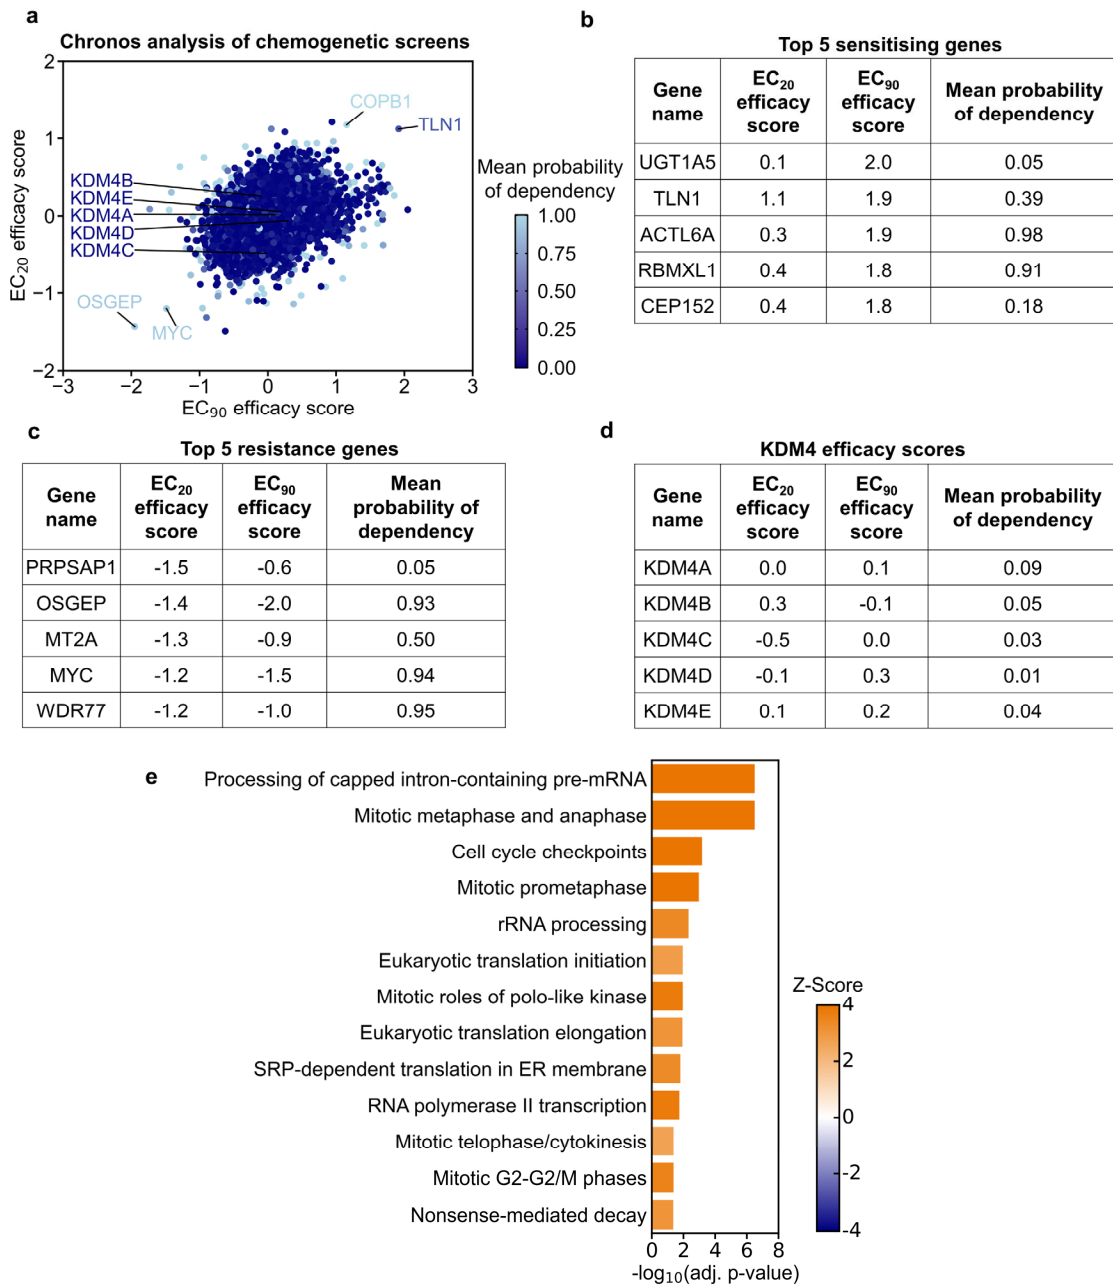 a
Chronos analysis of chemogenetic screens
2
1
0
−1
−2
EC20 efficacy score
COPB1
TLN1
KDM4B
KDM4E
KDM4A
KDM4D
KDM4C
OSGEP
MYC
−3
−2
−1
0
1
2
3
EC90 efficacy score
Mean probability
of dependency
1.00
0.75
0.50
0.25
0.00
b
Top 5 sensitising genes
Gene name EC20 efficacy score EC90 efficacy score Mean probability of dependency
UGT1A5 0.1 2.0 0.05
TLN1 1.1 1.9 0.39
ACTL6A 0.3 1.9 0.98
RBMXL1 0.4 1.8 0.91
CEP152 0.4 1.8 0.18
c
Top 5 resistance genes
Gene name EC20 efficacy score EC90 efficacy score Mean probability of dependency
PRPSAP1 -1.5 -0.6 0.05
OSGEP -1.4 -2.0 0.93
MT2A -1.3 -0.9 0.50
MYC -1.2 -1.5 0.94
WDR77 -1.2 -1.0 0.95
d
KDM4 efficacy scores
Gene name EC20 efficacy score EC90 efficacy score Mean probability of dependency
KDM4A 0.0 0.1 0.09
KDM4B 0.3 -0.1 0.05
KDM4C -0.5 0.0 0.03
KDM4D -0.1 0.3 0.01
KDM4E 0.1 0.2 0.04
e
Processing of capped intron-containing pre-mRNA
Mitotic metaphase and anaphase
Cell cycle checkpoints
Mitotic prometaphase
rRNA processing
Eukaryotic translation initiation
Mitotic roles of polo-like kinase
Eukaryotic translation elongation
SRP-dependent translation in ER membrane
RNA polymerase II transcription
Mitotic telophase/cytokinesis
Mitotic G2-G2/M phases
Nonsense-mediated decay
0 2 4 6 8
-log10(adj. p-value)
Z-Score
4
2
0
-2
-4